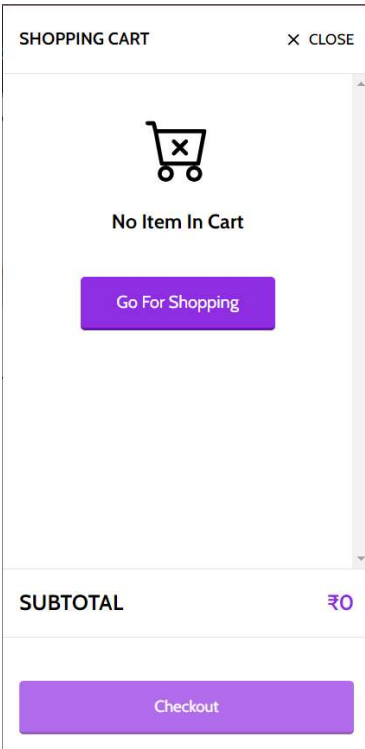 SHOPPING CART
CLOSE
No Item In Cart
Go For Shopping
SUBTOTAL
₹0
Checkout